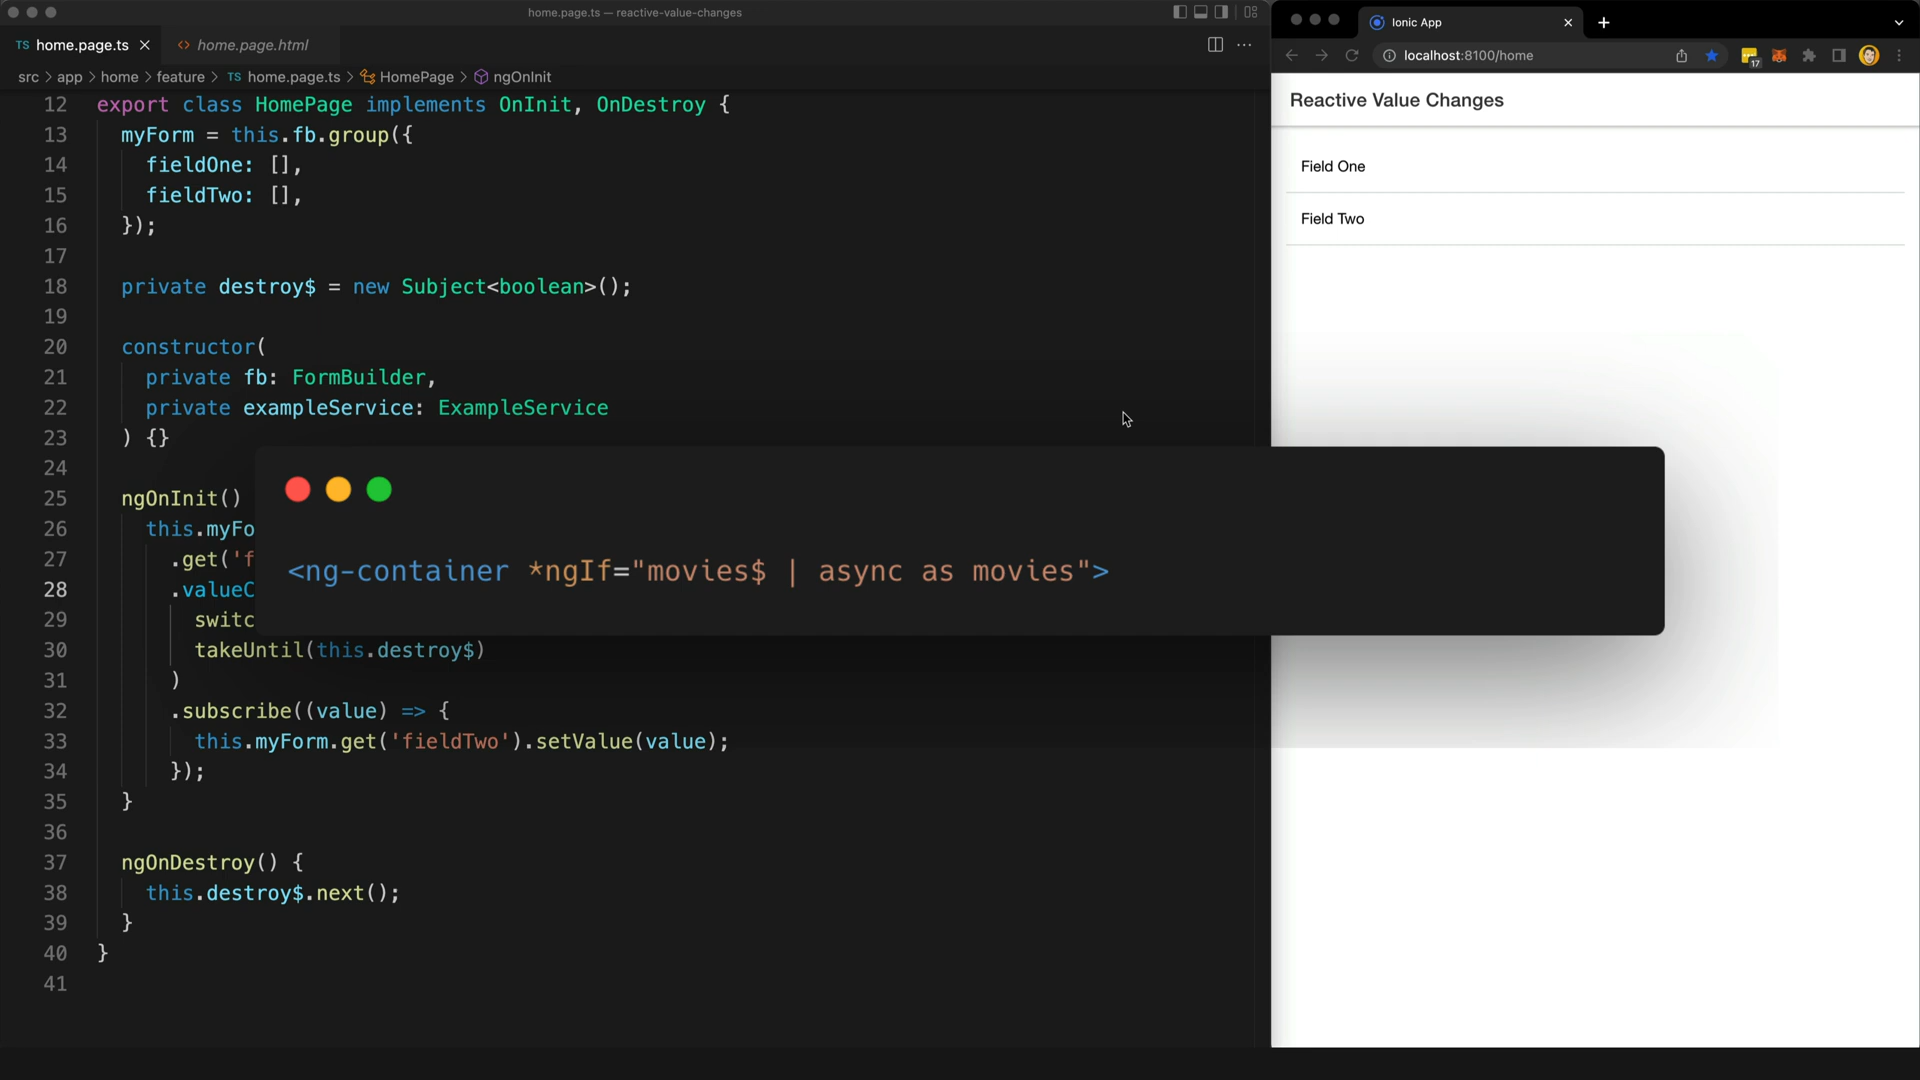 home.page.ts — reactive-value-changes
TS home.page.ts
<> home.page.html
src > app > home > feature > TS home.page.ts > HomePage > ngOnInit
12 export class HomePage implements OnInit, OnDestroy {
13 myForm = this.fb.group({
14 fieldOne: [],
15 fieldTwo: [],
16 });
17
18 private destroy$ = new Subject<boolean>();
19
20 constructor(
21 private fb: FormBuilder,
22 private exampleService: ExampleService
23 ) {}
24
25 ngOnInit()
26 this.myFo
27 .get('f
28 .valueC
29 switc
30 takeUntil(this.destroy$)
31 )
32 .subscribe((value) => {
33 this.myForm.get('fieldTwo').setValue(value);
34 });
35 }
36
37 ngOnDestroy() {
38 this.destroy$.next();
39 }
40 }
41
<ng-container *ngIf="movies$ | async as movies">
Ionic App
localhost:8100/home
17
Reactive Value Changes
Field One
Field Two